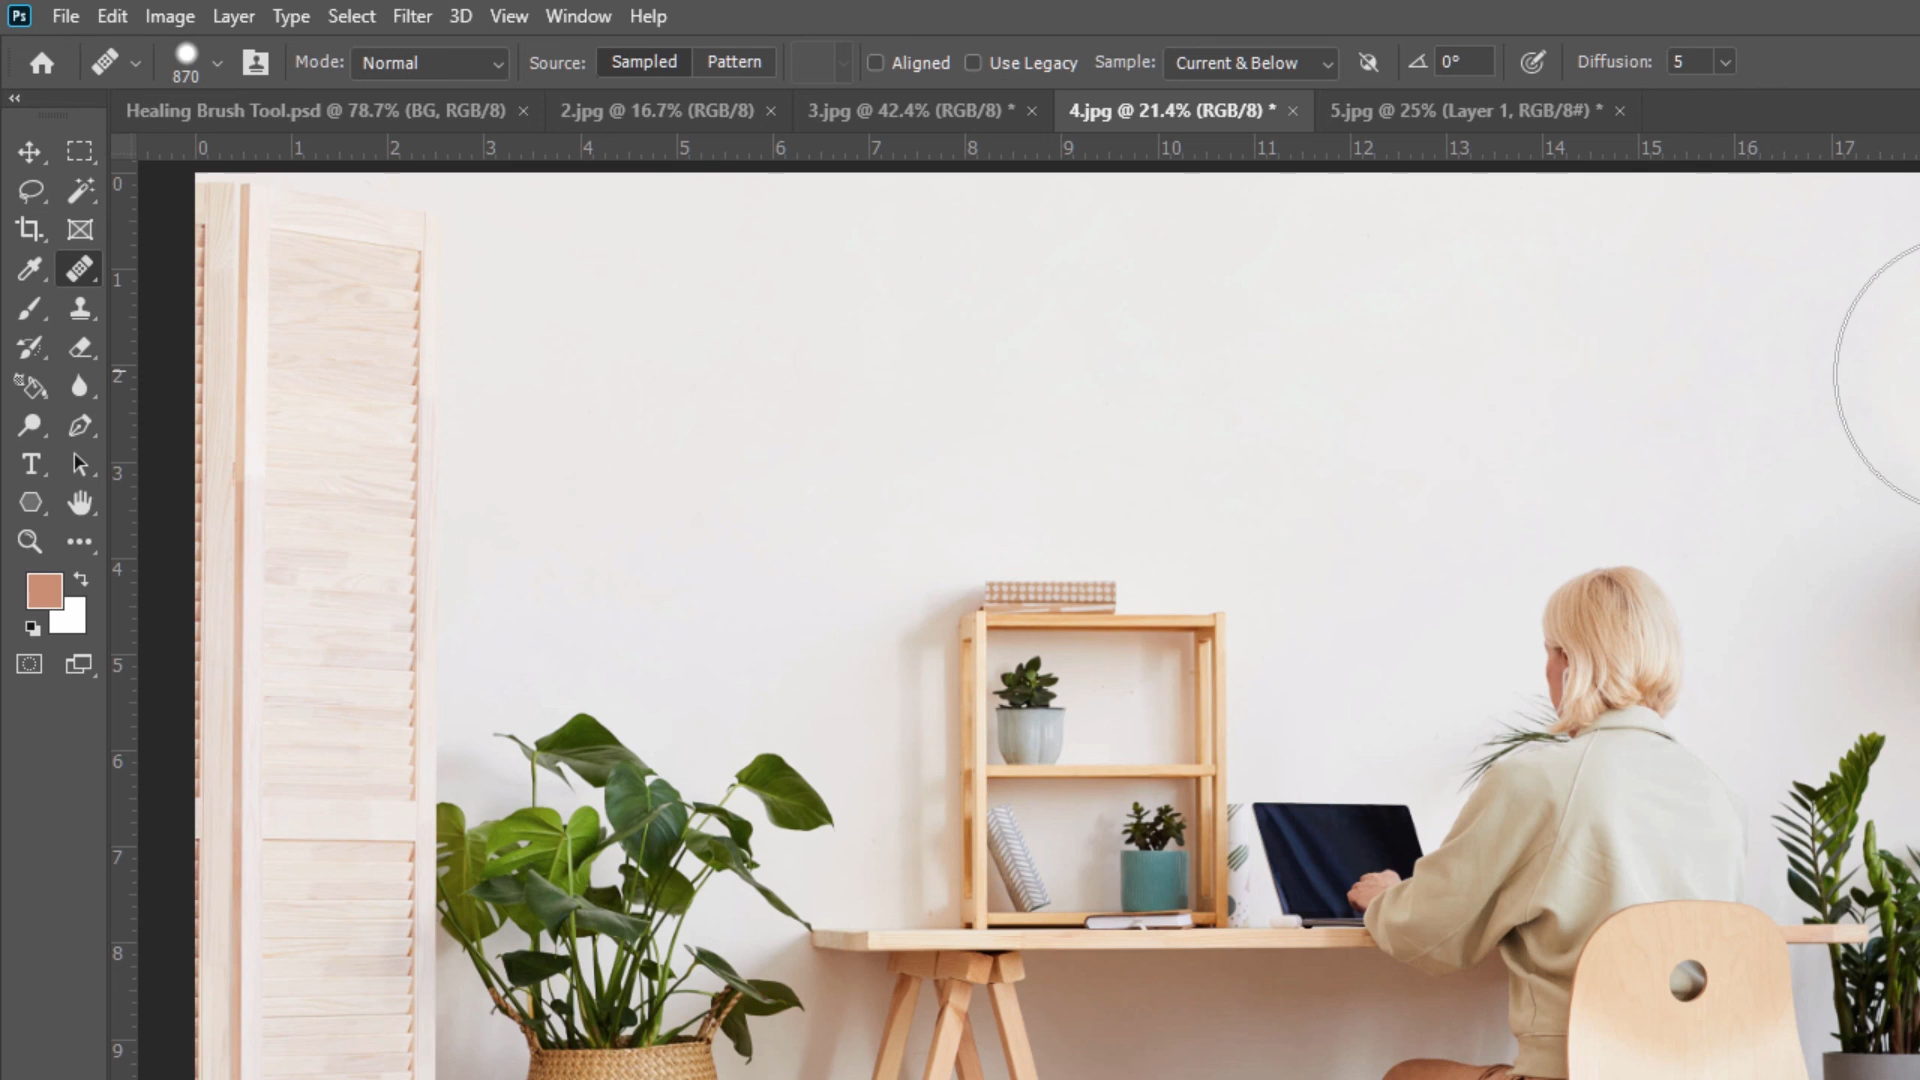 Ps File Edit Image Layer Type Select Filter 3D View Window Help
870 Mode: Normal Source: Sampled Pattern Aligned Use Legacy Sample: Current & Below 0° Diffusion: 5
Healing Brush Tool.psd @ 78.7% (BG, RGB/8) × 2.jpg @ 16.7% (RGB/8) × 3.jpg @ 42.4% (RGB/8) * × 4.jpg @ 21.4% (RGB/8) * × 5.jpg @ 25% (Layer 1, RGB/8#) * ×
0 1 2 3 4 5 6 7 8 9 10 11 12 13 14 15 16 17
0
1
2
3
4
5
6
7
8
9